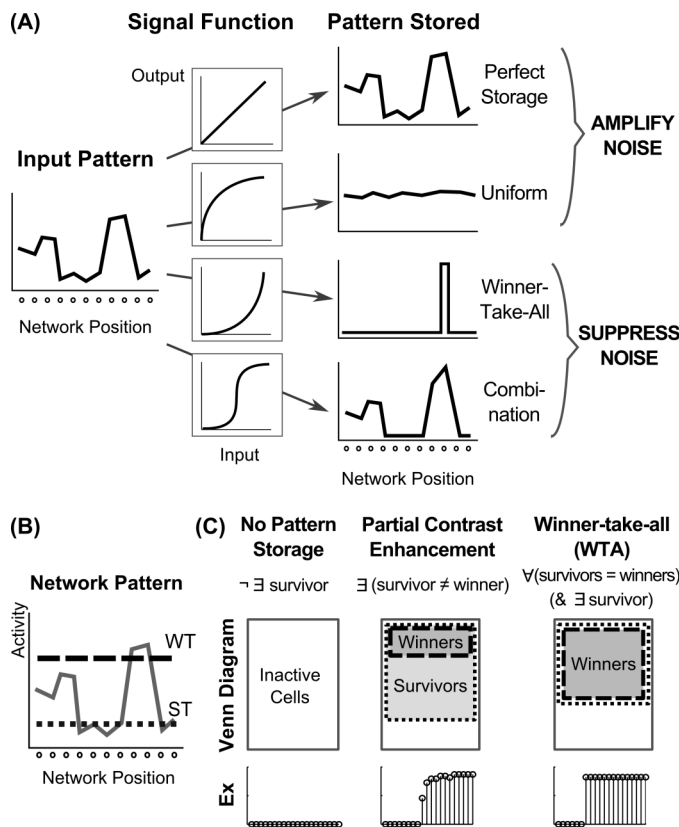 (A)
Signal Function
Pattern Stored
Output
Perfect
Storage
AMPLIFY
NOISE
Input Pattern
Uniform
Winner-
Take-All
Network Position
SUPPRESS
NOISE
Combi-
nation
Input
Network Position
(B)
Network Pattern
Activity
WT
ST
Network Position
(C)
No Pattern
Storage
Partial Contrast
Enhancement
Winner-take-all
(WTA)
¬ ∃ survivor
∃ (survivor ≠ winner)
∀(survivors = winners)
(& ∃ survivor)
Venn Diagram
Inactive
Cells
Winners
Survivors
Winners
Ex